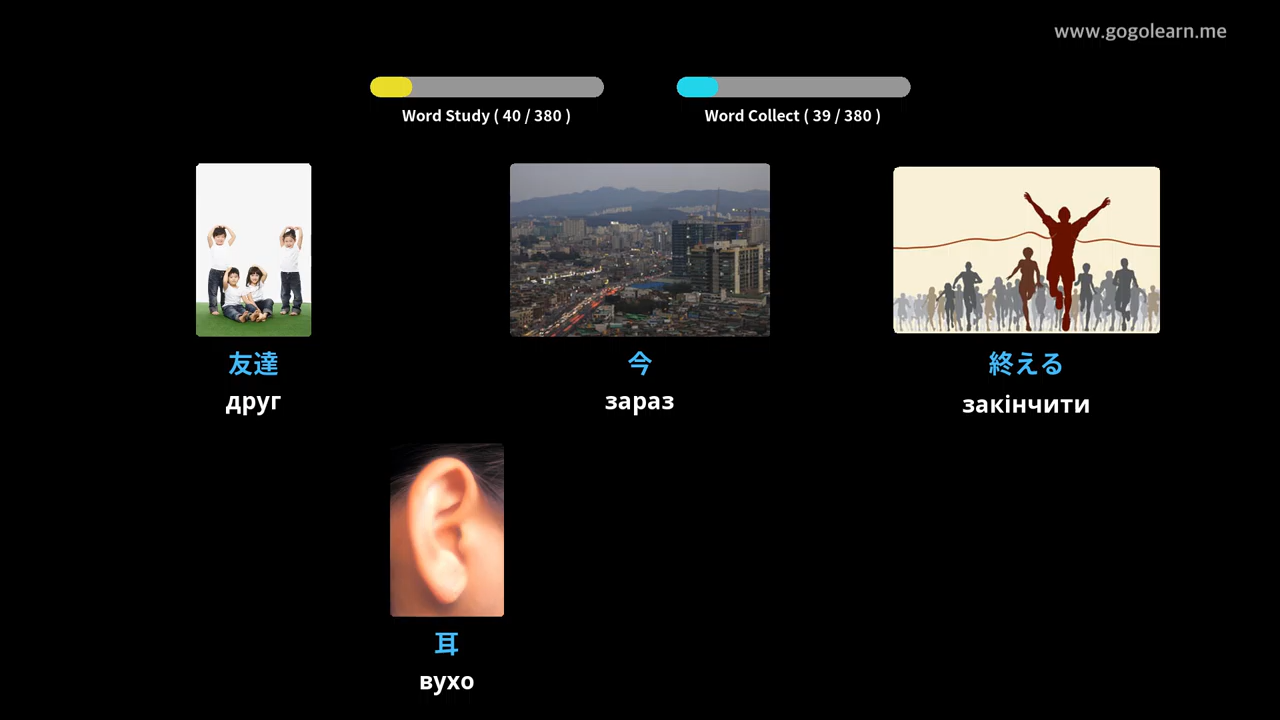 www.gogolearn.me
Word Study ( 40 / 380 )
Word Collect ( 39 / 380 )
友達
друг
今
зараз
終える
закінчити
耳
вухо